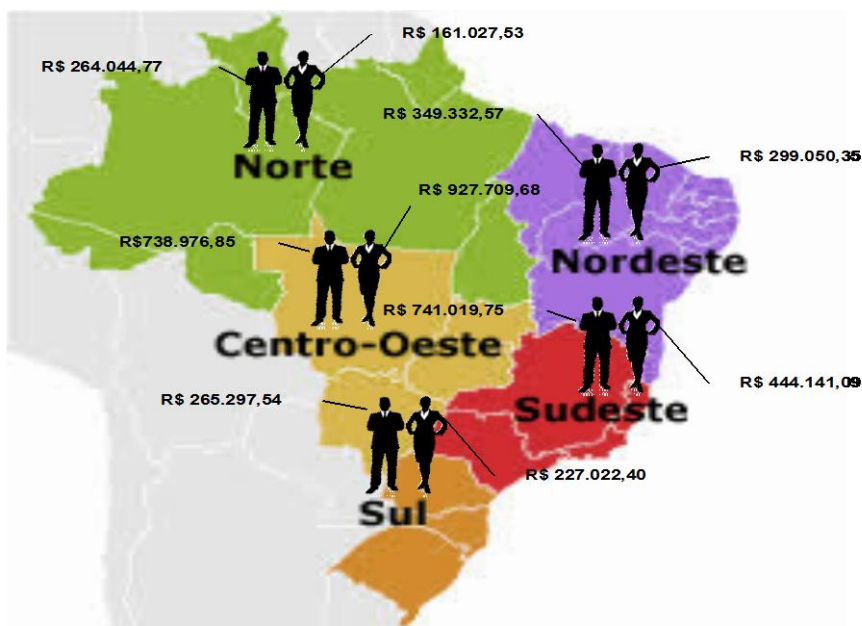 R$ 161.027,53
R$ 264.044,77
R$ 349.332,57
Norte
R$ 299.050,35
R$ 927.709,68
R$738.976,85
Nordeste
R$ 741.019,75
Centro-Oeste
R$ 444.141,09
R$ 265.297,54
Sudeste
R$ 227.022,40
Sul